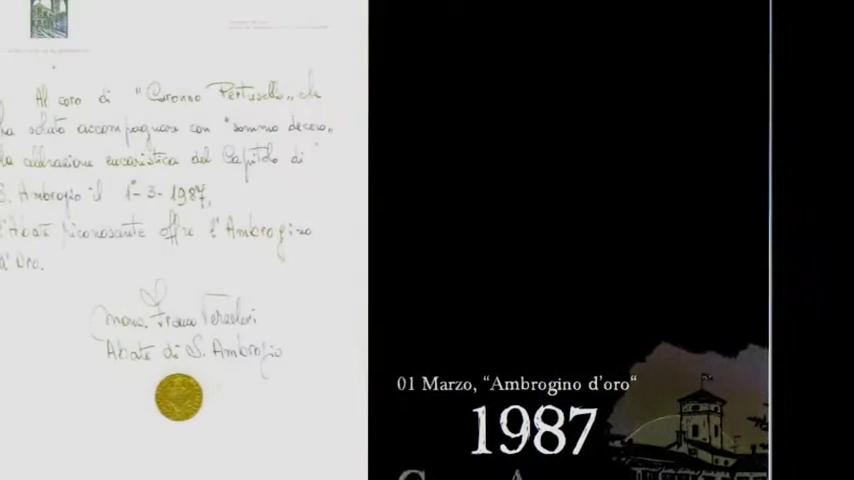 Al coro di "Caronno Pertusella,, che
ha voluto accompagnare con "sommo decoro,,
la celebrazione eucaristica del Capitolo di
S. Ambrogio il 1°- 3- 1987,
l'Abate riconoscente offre l'Ambrogino
d'Oro.
Mons. Franco Verzeleri
Abate di S. Ambrogio
01 Marzo, “Ambrogino d'oro“
1987